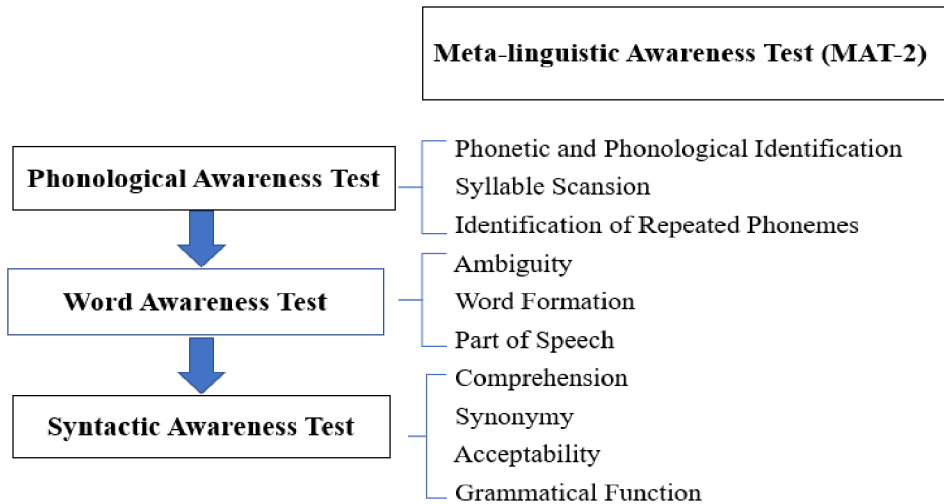 Meta-linguistic Awareness Test (MAT-2)
Phonological Awareness Test
Phonetic and Phonological Identification
Syllable Scansion
Identification of Repeated Phonemes
Word Awareness Test
Ambiguity
Word Formation
Part of Speech
Syntactic Awareness Test
Comprehension
Synonymy
Acceptability
Grammatical Function